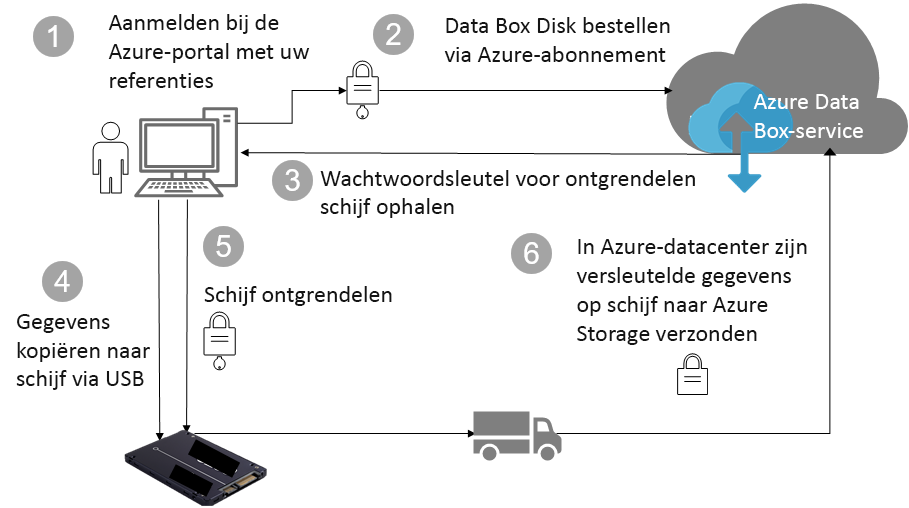 1
Aanmelden bij de
Azure-portal met uw
referenties
2
Data Box Disk bestellen
via Azure-abonnement
Azure Data
Box-service
3
Wachtwoordsleutel voor ontgrendelen
schijf ophalen
4
Gegevens
kopiëren naar
schijf via USB
5
Schijf ontgrendelen
6
In Azure-datacenter zijn
versleutelde gegevens
op schijf naar Azure
Storage verzonden